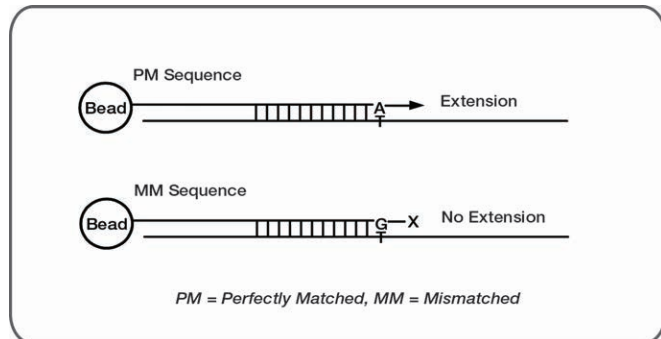 PM Sequence
Bead
A
Extension
T
MM Sequence
Bead
G
X
No Extension
T
PM = Perfectly Matched, MM = Mismatched